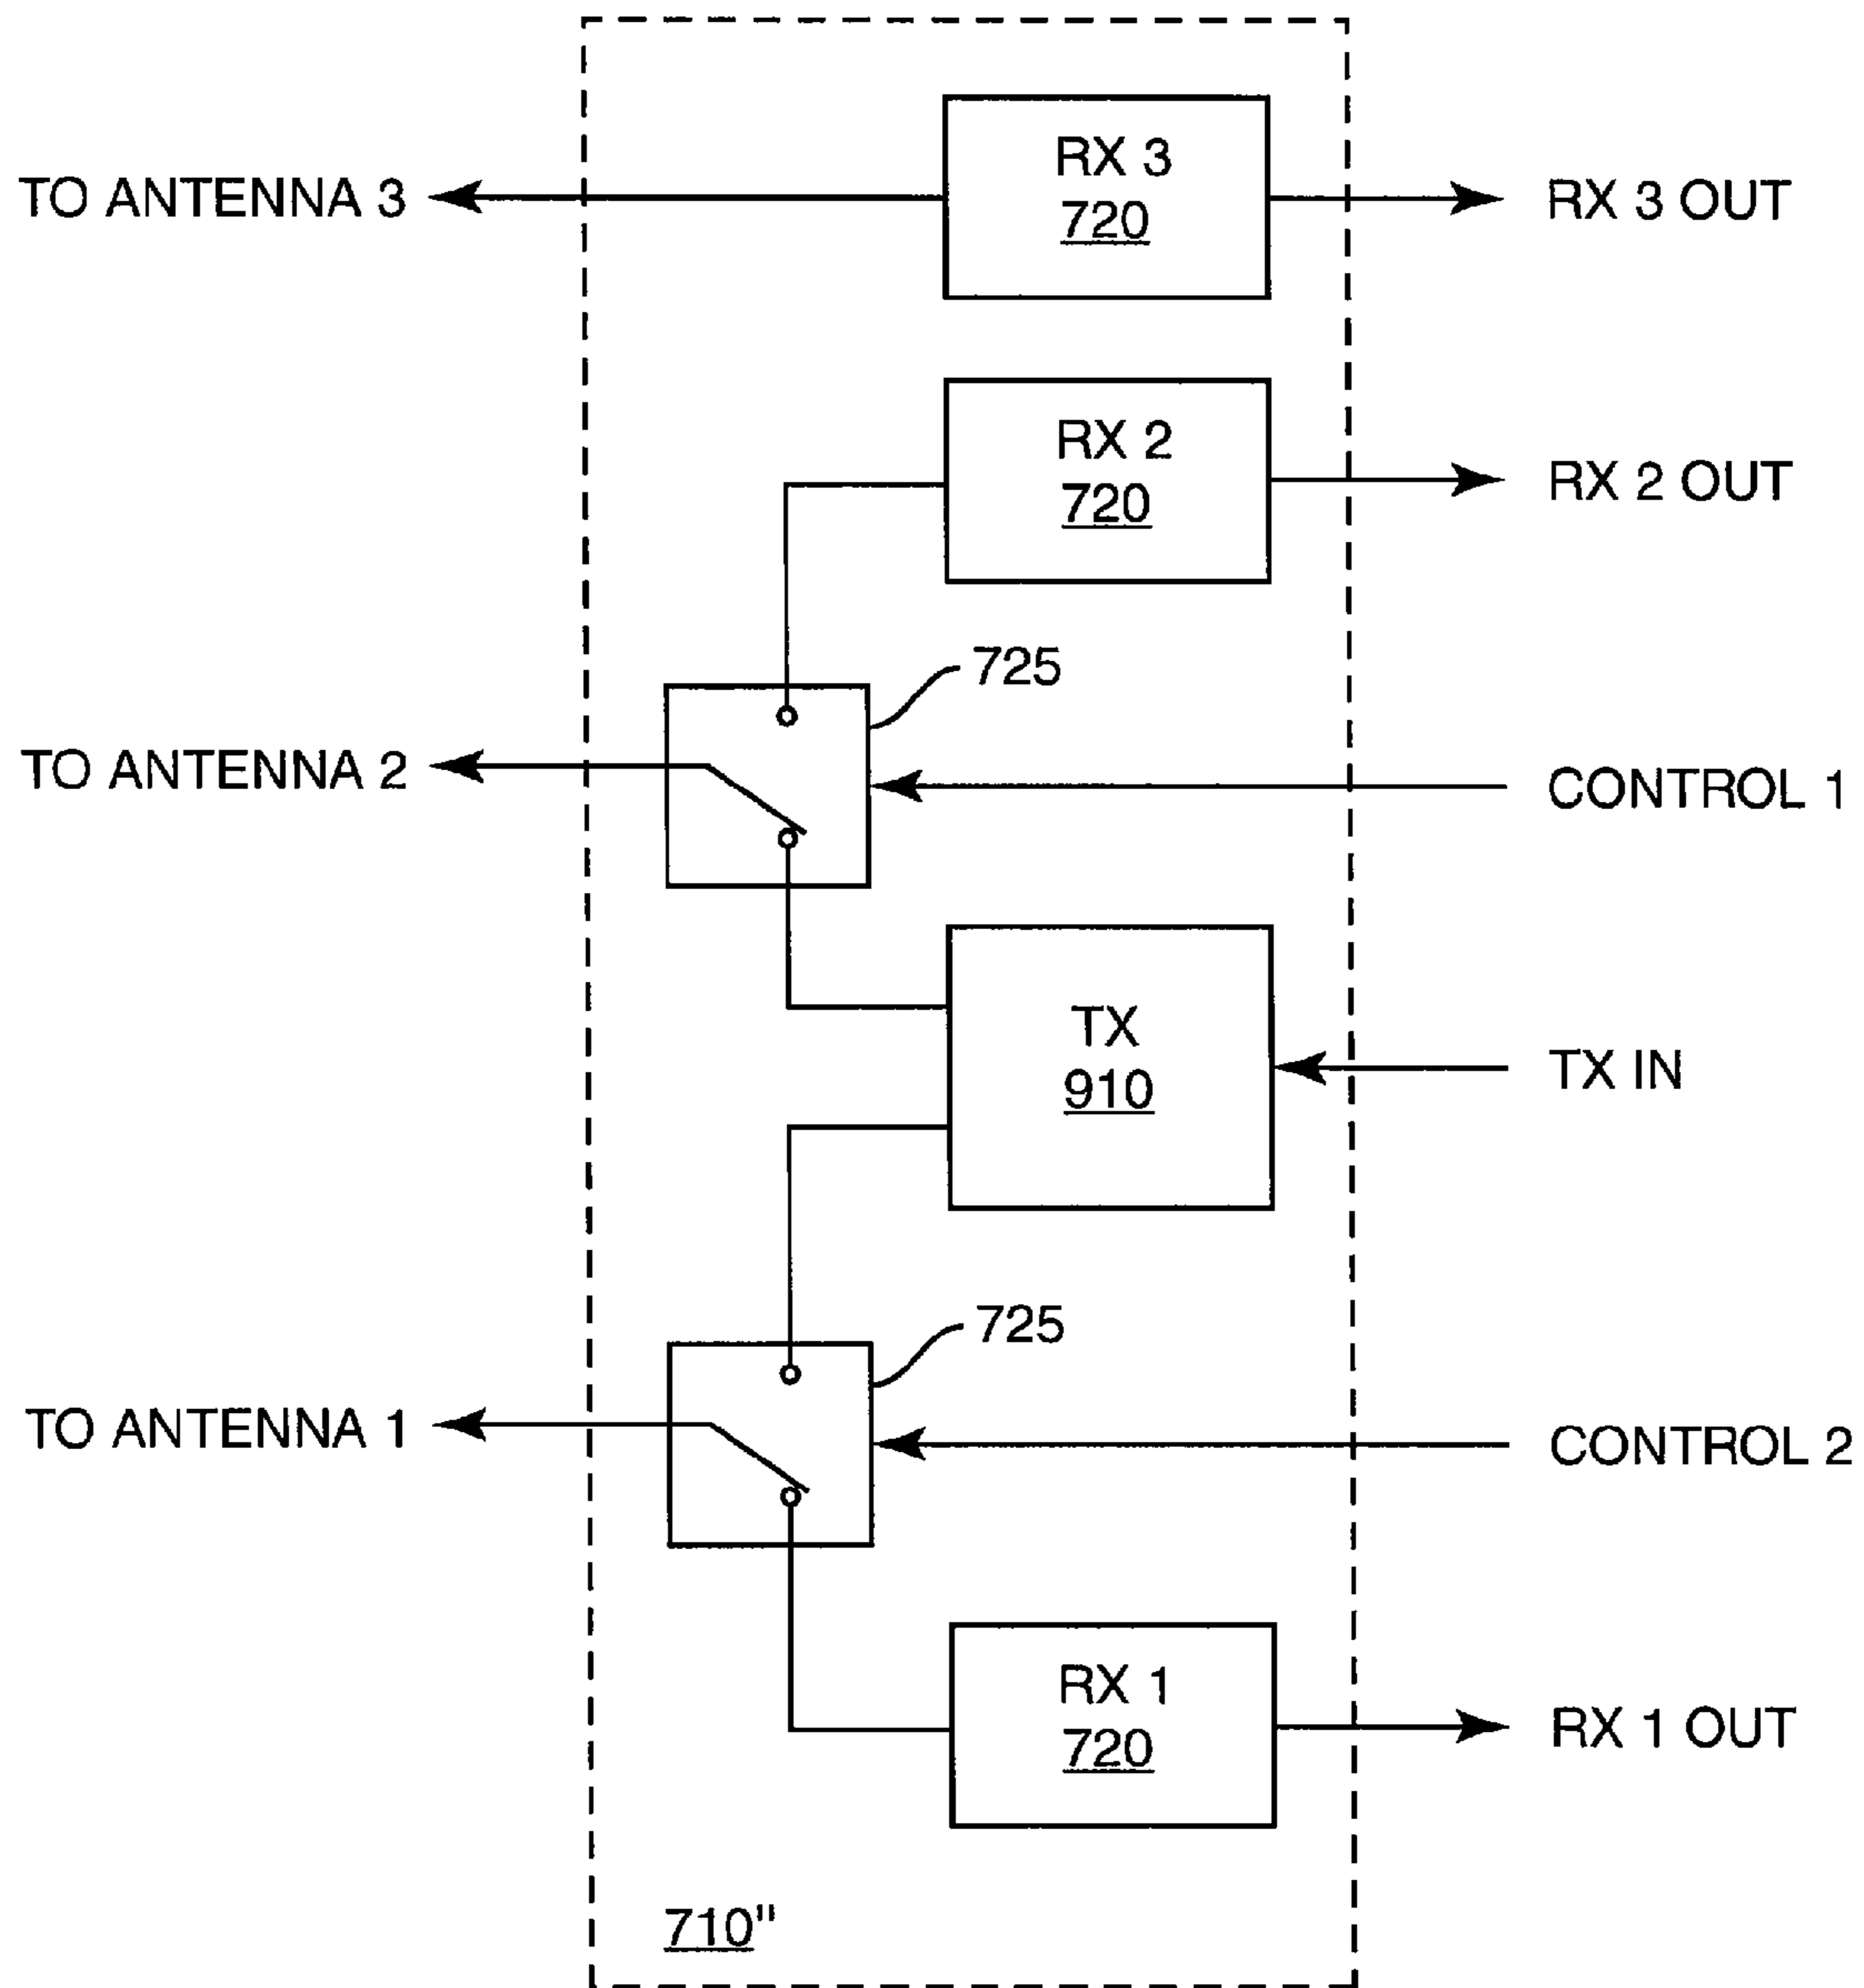 RX 3
720
TO ANTENNA 3
RX 3 OUT
RX 2
720
RX 2 OUT
725
TO ANTENNA 2
CONTROL 1
TX
910
TX IN
725
TO ANTENNA 1
CONTROL 2
RX 1
720
RX 1 OUT
710"